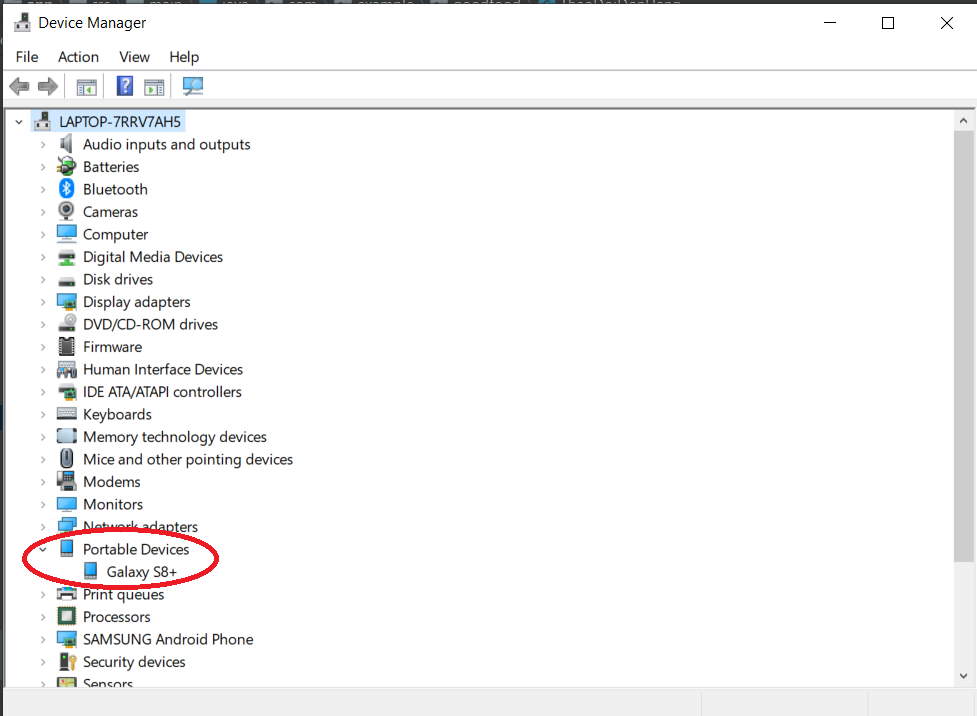 Device Manager
File Action View Help
LAPTOP-7RRV7AH5
Audio inputs and outputs
Batteries
Bluetooth
Cameras
Computer
Digital Media Devices
Disk drives
Display adapters
DVD/CD-ROM drives
Firmware
Human Interface Devices
IDE ATA/ATAPI controllers
Keyboards
Memory technology devices
Mice and other pointing devices
Modems
Monitors
Network adapters
Portable Devices
Galaxy S8+
Print queues
Processors
SAMSUNG Android Phone
Security devices
Sensors